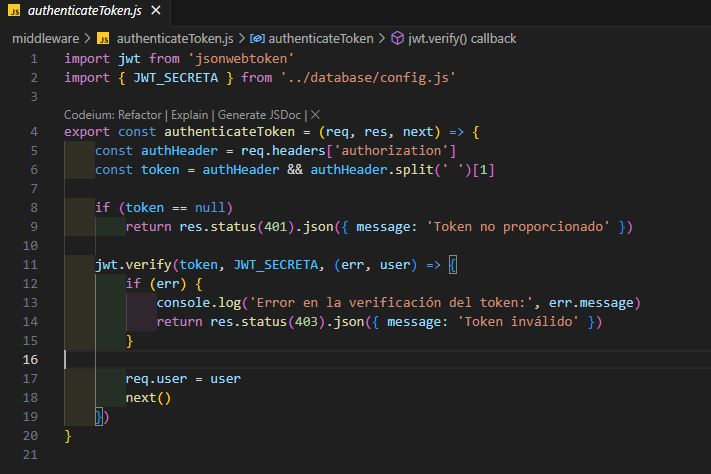 JS authenticateToken.js ×
middleware > JS authenticateToken.js > authenticateToken > jwt.verify() callback
1 import jwt from 'jsonwebtoken'
2 import { JWT_SECRETA } from '../database/config.js'
3
Codeium: Refactor | Explain | Generate JSDoc | ×
4 export const authenticateToken = (req, res, next) => {
5     const authHeader = req.headers['authorization']
6     const token = authHeader && authHeader.split(' ')[1]
7
8     if (token == null)
9         return res.status(401).json({ message: 'Token no proporcionado' })
10
11     jwt.verify(token, JWT_SECRETA, (err, user) => {
12         if (err) {
13             console.log('Error en la verificación del token:', err.message)
14             return res.status(403).json({ message: 'Token inválido' })
15         }
16
17         req.user = user
18         next()
19     })
20 }
21